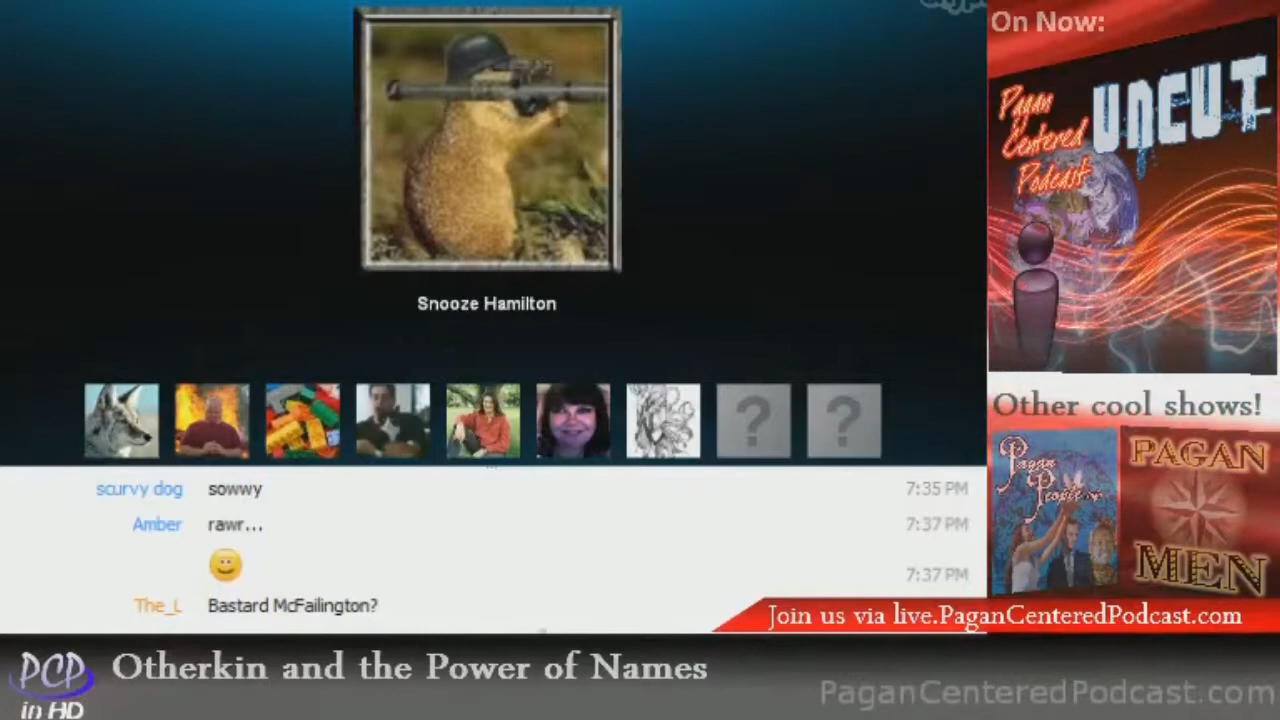 On Now:
Pagan
Centered
Podcast
UNCUT
Snooze Hamilton
?
?
Other cool shows!
Pagan
People
PAGAN
MEN
scurvy dog sowwy 7:35 PM
Amber rawr... 7:37 PM
7:37 PM
The_L Bastard McFailington?
Join us via live.PaganCenteredPodcast.com
PCP
in HD
Otherkin and the Power of Names
PaganCenteredPodcast.com